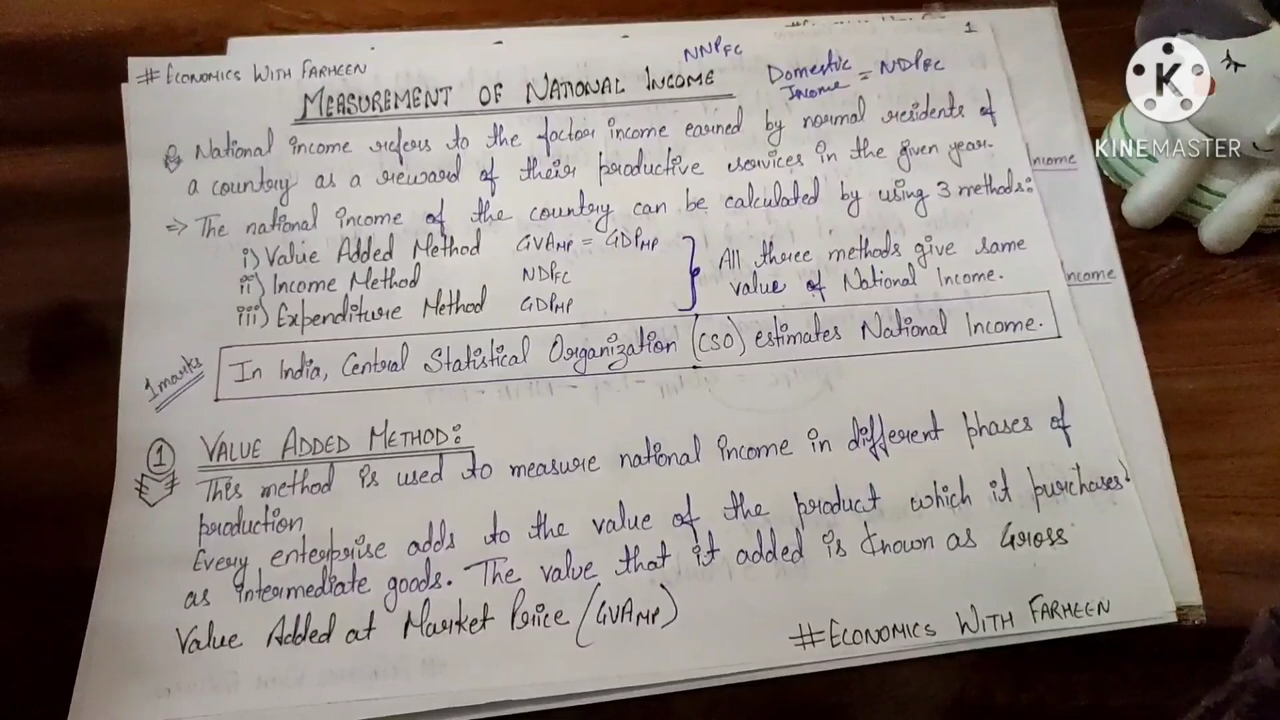 1
# ECONOMICS WITH FARHEEN
NNPFC
MEASUREMENT OF NATIONAL INCOME
Domestic Income = NDPFC
National income refers to the factor income earned by normal residents of
a country as a reward of their productive services in the given year.
⇒ The national income of the country can be calculated by using 3 methods:
i) Value Added Method GVAMP = GDPMP
ii) Income Method NDPFC
iii) Expenditure Method GDPMP
All three methods give same
value of National Income.
1 marks
In India, Central Statistical Organization (CSO) estimates National Income.
① VALUE ADDED METHOD:
This method is used to measure national income in different phases of
production
Every enterprise adds to the value of the product which it purchases
as intermediate goods. The value that it added is known as Gross
Value Added at Market Price (GVAMP)
# ECONOMICS WITH FARHEEN
K
KINEMASTER
Income
Income